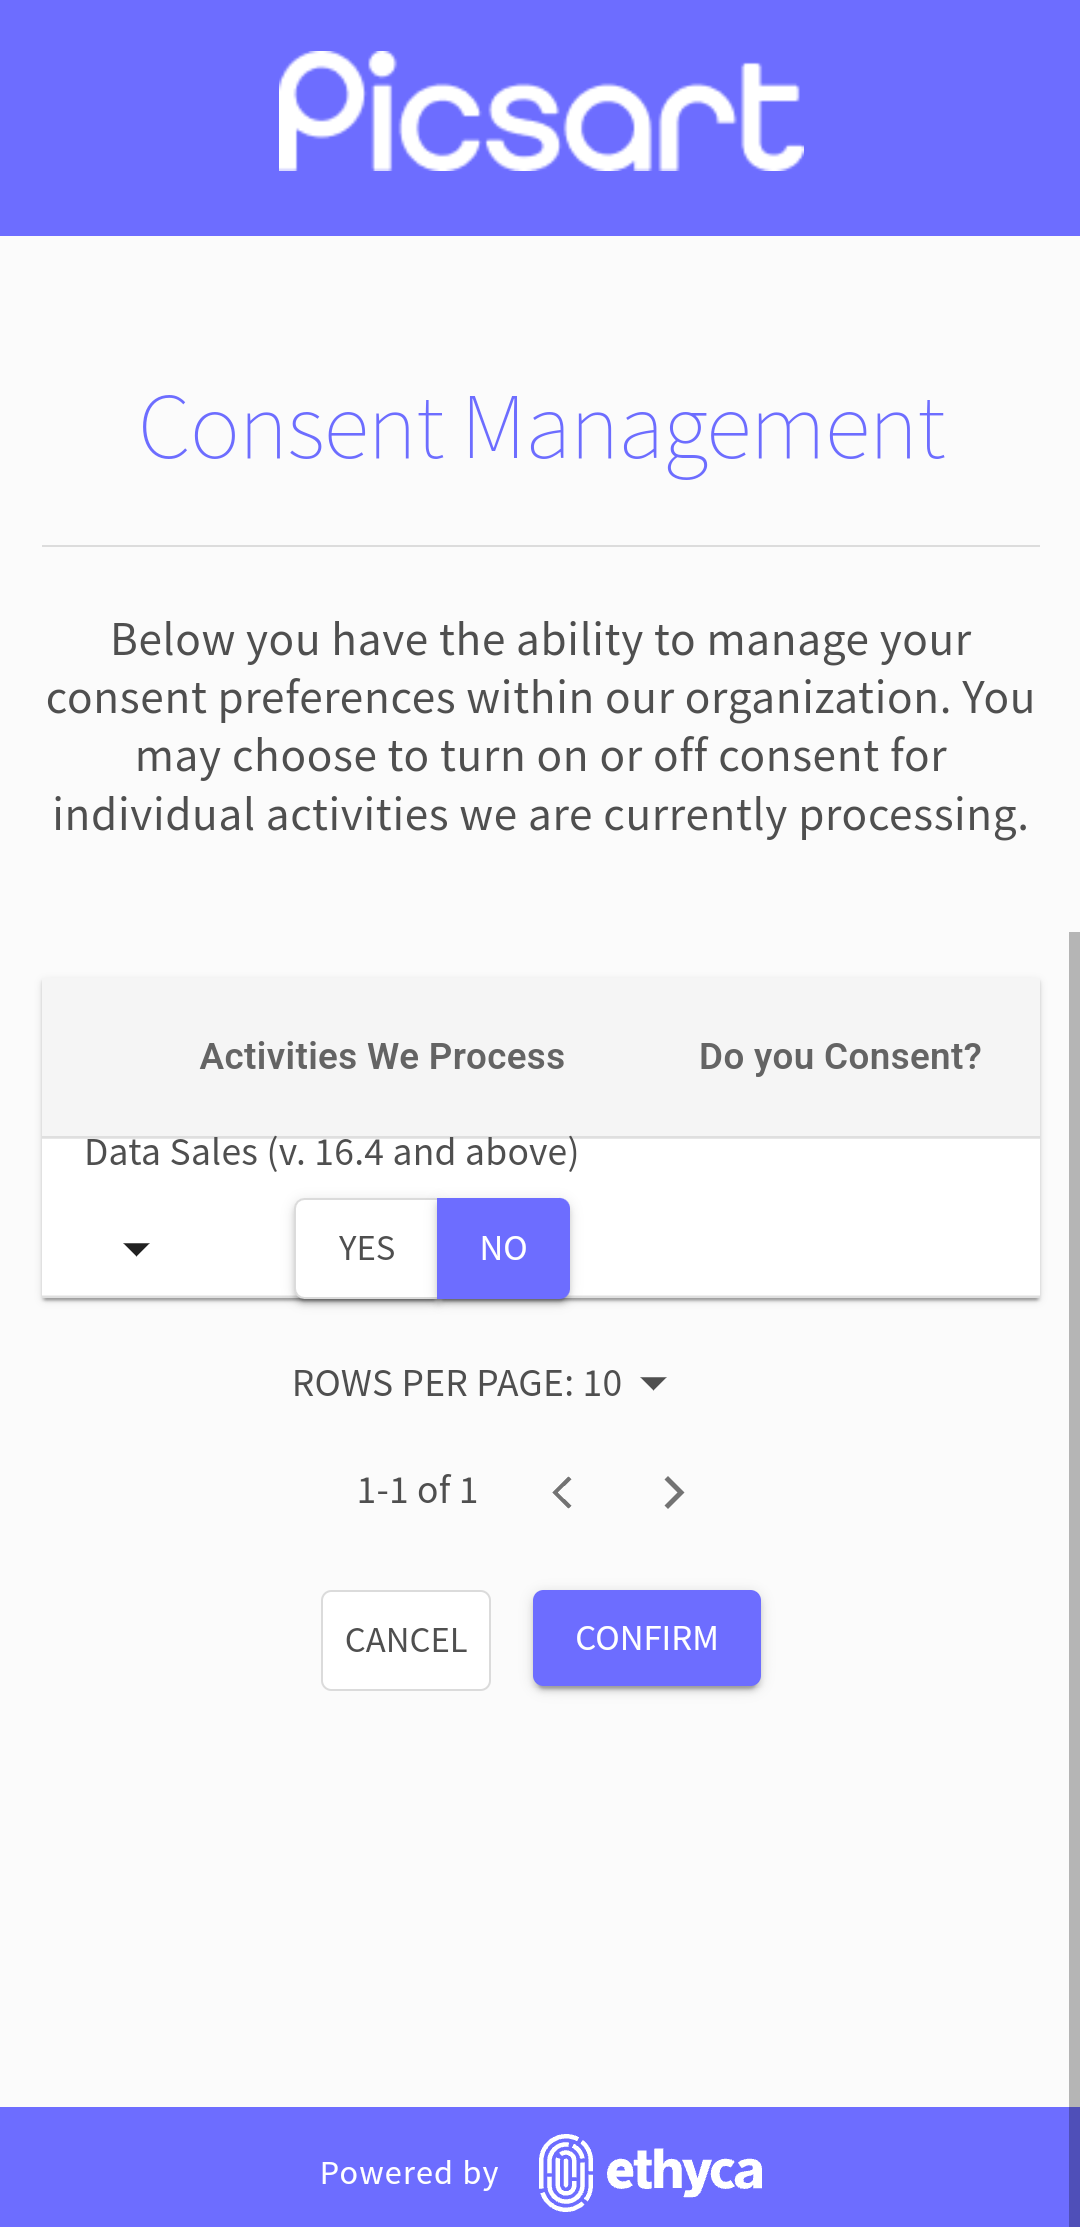 Picsart
Consent Management
Below you have the ability to manage your
consent preferences within our organization. You
may choose to turn on or off consent for
individual activities we are currently processing.
Activities We Process Do you Consent?
Data Sales (v. 16.4 and above)
YES NO
ROWS PER PAGE: 10
1-1 of 1
CANCEL CONFIRM
Powered by ethyca